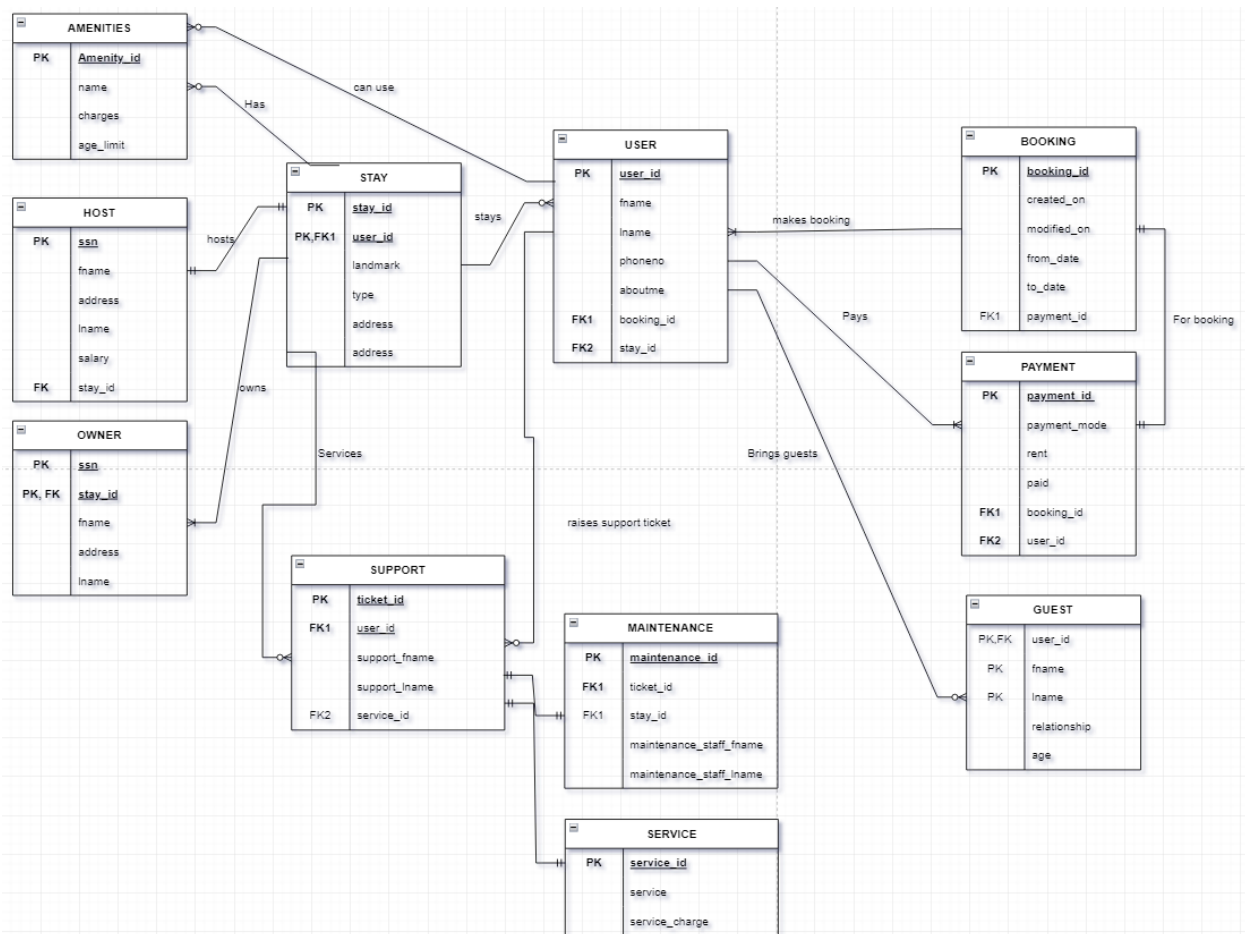 AMENITIES
PK Amenity_id
name
charges
age_limit
can use
Has
HOST
PK ssn
fname
address
lname
salary
FK stay_id
hosts
OWNER
PK ssn
PK, FK stay_id
fname
address
lname
owns
STAY
PK stay_id
PK,FK1 user_id
landmark
type
address
address
stays
Services
USER
PK user_id
fname
lname
phoneno
aboutme
FK1 booking_id
FK2 stay_id
makes booking
Pays
Brings guests
raises support ticket
BOOKING
PK booking_id
created_on
modified_on
from_date
to_date
FK1 payment_id
For booking
PAYMENT
PK payment_id
payment_mode
rent
paid
FK1 booking_id
FK2 user_id
SUPPORT
PK ticket_id
FK1 user_id
support_fname
support_lname
FK2 service_id
MAINTENANCE
PK maintenance_id
FK1 ticket_id
FK1 stay_id
maintenance_staff_fname
maintenance_staff_lname
GUEST
PK,FK user_id
PK fname
PK lname
relationship
age
SERVICE
PK service_id
service
service_charge